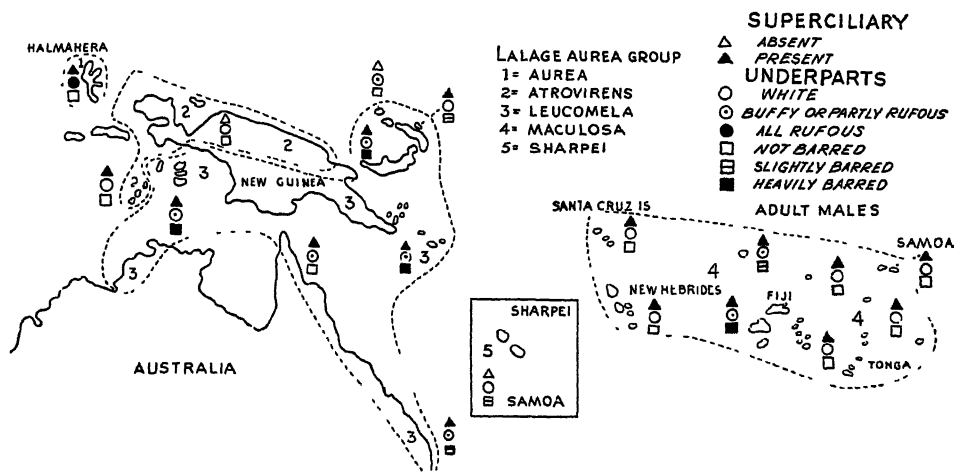 HALMAHERA
1
2
2
2
3
NEW GUINEA
3
3
3
AUSTRALIA
3
LALAGE AUREA GROUP
1= AUREA
2= ATROVIRENS
3= LEUCOMELA
4= MACULOSA
5= SHARPEI
SUPERCILIARY
ABSENT
PRESENT
UNDERPARTS
WHITE
BUFFY OR PARTLY RUFOUS
ALL RUFOUS
NOT BARRED
SLIGHTLY BARRED
HEAVILY BARRED
ADULT MALES
SANTA CRUZ IS
SAMOA
4
NEW HEBRIDES
FIJI
4
TONGA
SHARPEI
5
SAMOA